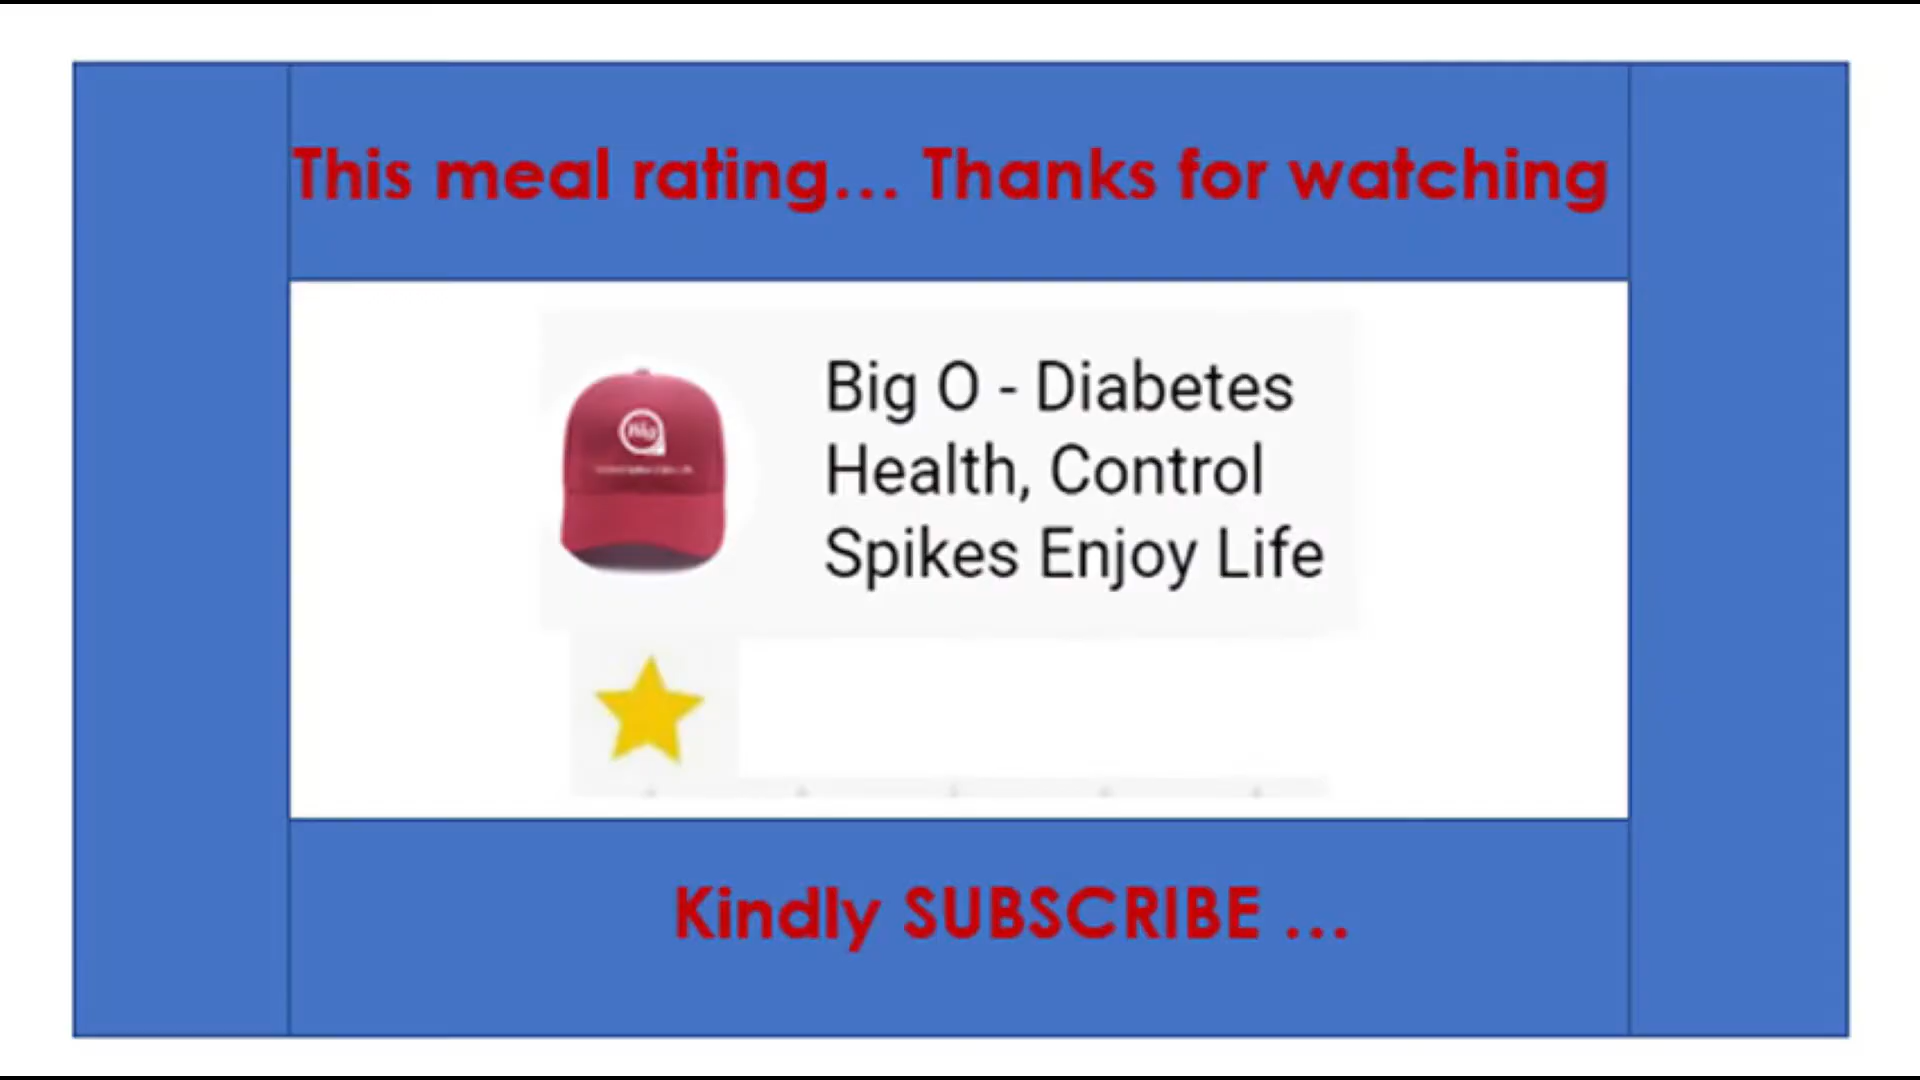 This meal rating... Thanks for watching
Big O - Diabetes
Health, Control
Spikes Enjoy Life
Kindly SUBSCRIBE ...